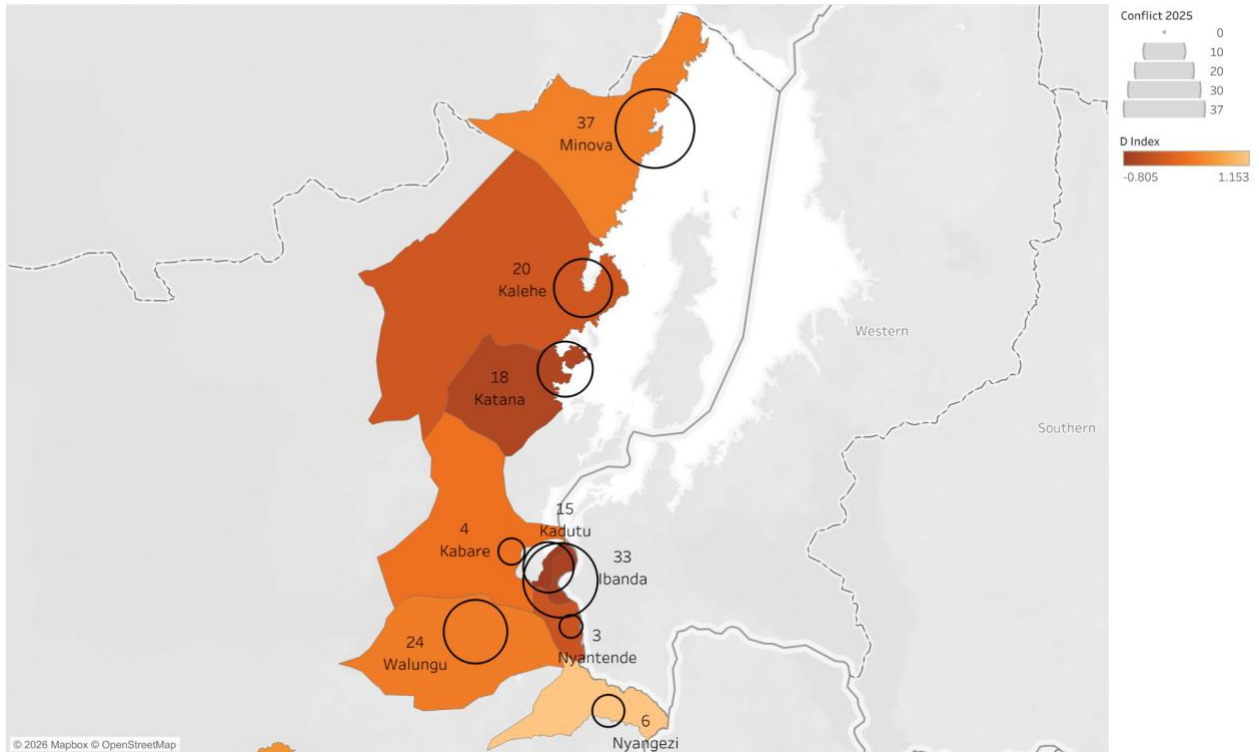 37
Minova
20
Kalehe
18
Katana
15
Kadutu
4
Kabare
33
Ibanda
24
Walungu
3
Nyantende
6
Nyangezi
Western
Southern
© 2026 Mapbox © OpenStreetMap
Conflict 2025
0
10
20
30
37
D Index
-0.805 1.153